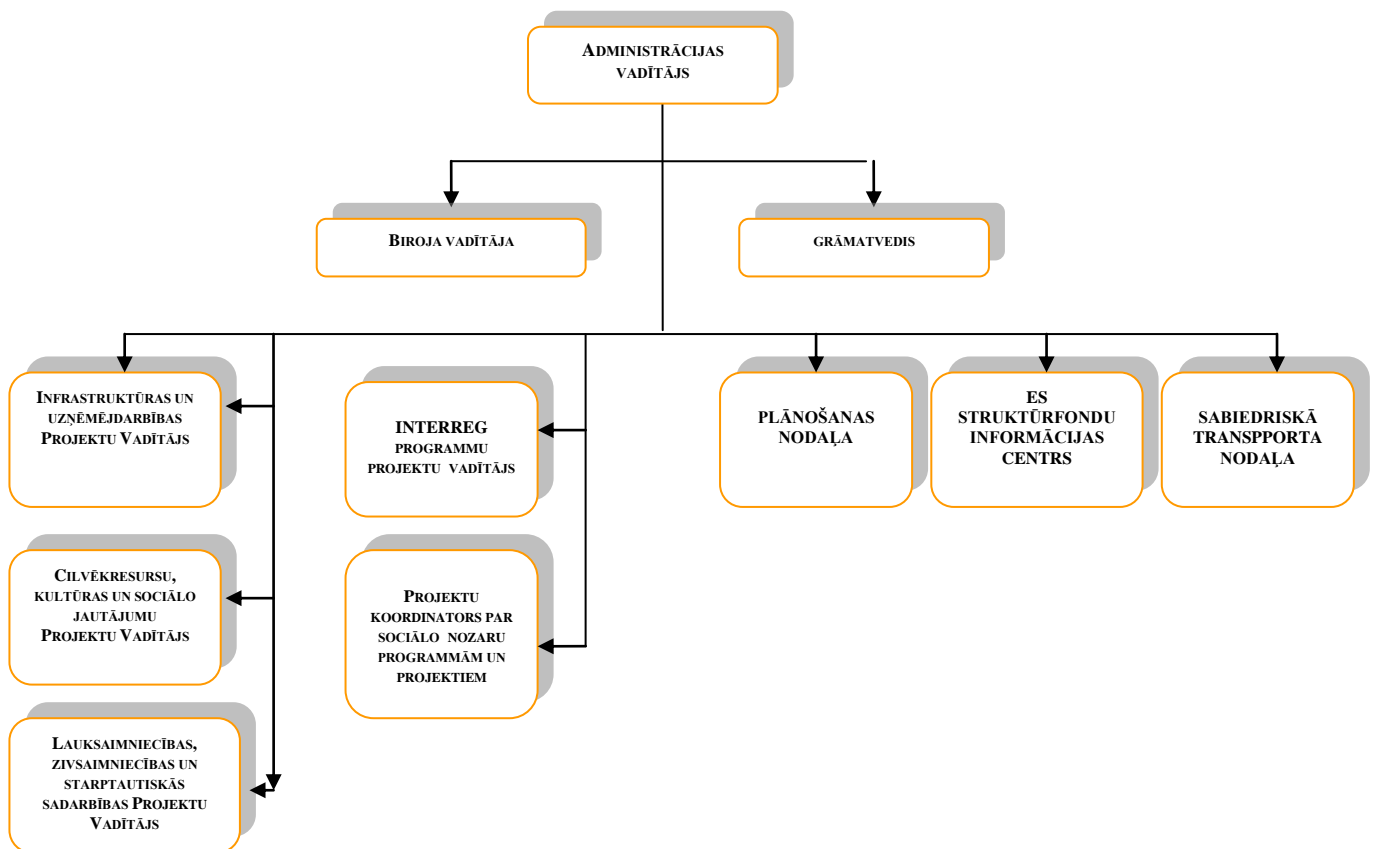 ADMINISTRĀCIJAS
VADĪTĀJS
BIROJA VADĪTĀJA
GRĀMATVEDIS
INFRASTRUKTŪRAS UN
UZŅĒMĒJDARBĪBAS
PROJEKTU VADĪTĀJS
INTERREG
PROGRAMMU
PROJEKTU VADĪTĀJS
PLĀNOŠANAS
NODAĻA
ES
STRUKTŪRFONDU
INFORMĀCIJAS
CENTRS
SABIEDRISKĀ
TRANSPPORTA
NODAĻA
CILVĒKRESURSU,
KULTŪRAS UN SOCIĀLO
JAUTĀJUMU
PROJEKTU VADĪTĀJS
PROJEKTU
KOORDINATORS PAR
SOCIĀLO NOZARU
PROGRAMMĀM UN
PROJEKTIEM
LAUKSAIMNIECĪBAS,
ZIVSAIMNIECĪBAS UN
STARPTAUTISKĀS
SADARBĪBAS PROJEKTU
VADĪTĀJS